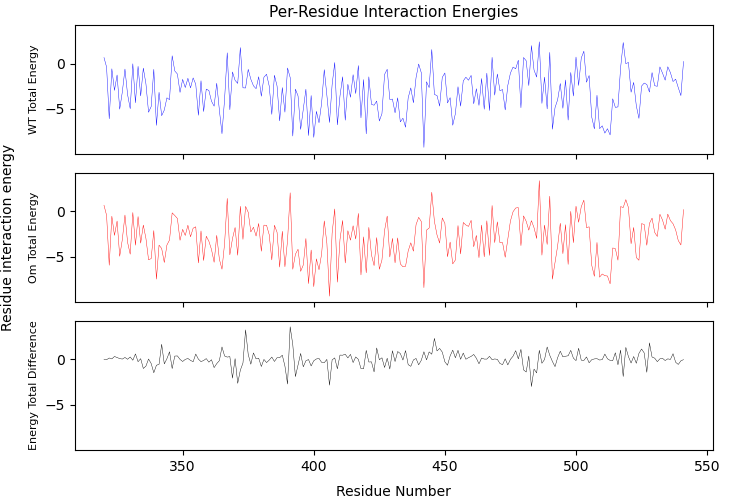 Per-Residue Interaction Energies
Residue interaction energy
WT Total Energy
0
−5
Om Total Energy
0
−5
Energy Total Difference
0
−5
350
400
450
500
550
Residue Number